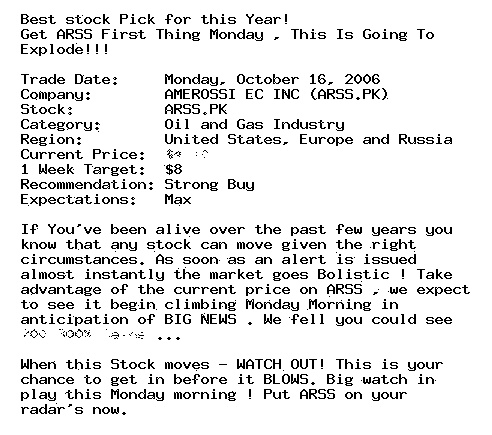 Best stock Pick for this Year!
Get ARSS First Thing Monday , This Is Going To
Explode!!!
Trade Date: Monday, October 16, 2006
Company: AMEROSSI EC INC (ARSS.PK)
Stock: ARSS.PK
Category: Oil and Gas Industry
Region: United States, Europe and Russia
Current Price:
1 Week Target: $8
Recommendation: Strong Buy
Expectations: Max
If You've been alive over the past few years you
know that any stock can move given the right
circumstances. As soon as an alert is issued
almost instantly the market goes Bolistic ! Take
advantage of the current price on ARSS , we expect
to see it begin climbing Monday Morning in
anticipation of BIG NEWS . We fell you could see
...
When this Stock moves - WATCH OUT! This is your
chance to get in before it BLOWS. Big watch in
play this Monday morning ! Put ARSS on your
radar's now.